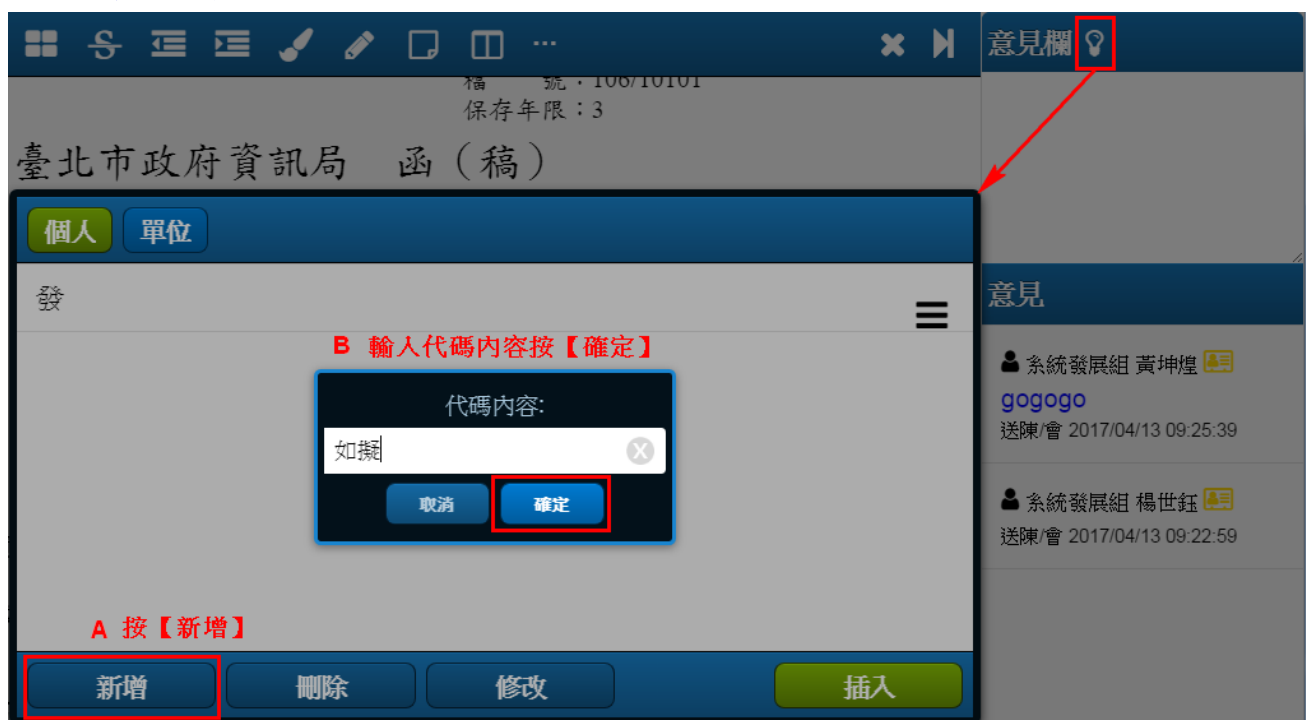 意見欄
稿 號：106/10101
保存年限：3
臺北市政府資訊局 函（稿）
個人 單位
發
B 輸入代碼內容按【確定】
代碼內容:
如擬
取消 確定
A 按【新增】
新增 刪除 修改 插入
意見
系統發展組 黃坤煌
gogogo
送陳/會 2017/04/13 09:25:39
系統發展組 楊世鈺
送陳/會 2017/04/13 09:22:59